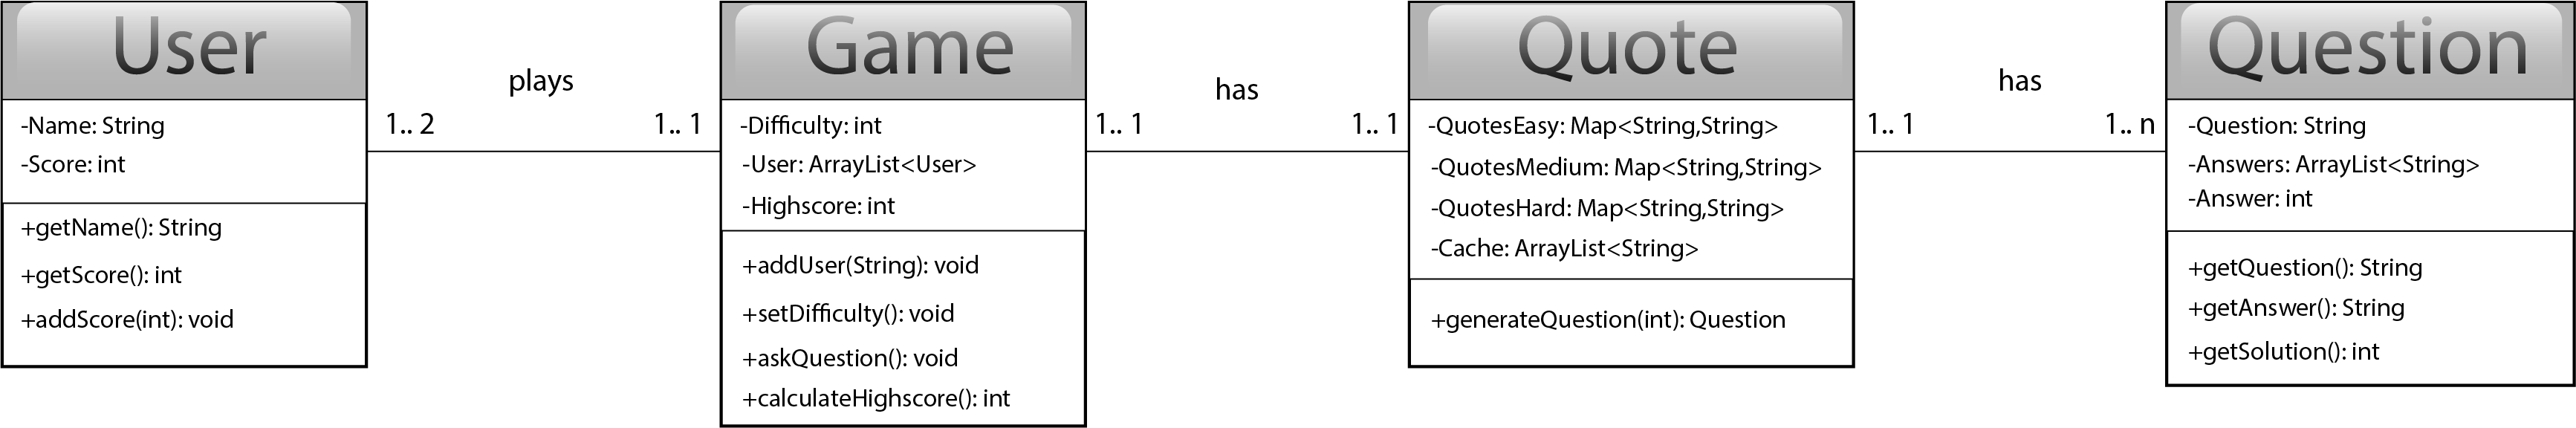 User
-Name: String
-Score: int
+getName(): String
+getScore(): int
+addScore(int): void
plays
1.. 2
1.. 1
Game
-Difficulty: int
-User: ArrayList<User>
-Highscore: int
+addUser(String): void
+setDifficulty(): void
+askQuestion(): void
+calculateHighscore(): int
has
1.. 1
1.. 1
Quote
-QuotesEasy: Map<String,String>
-QuotesMedium: Map<String,String>
-QuotesHard: Map<String,String>
-Cache: ArrayList<String>
+generateQuestion(int): Question
has
1.. 1
1.. n
Question
-Question: String
-Answers: ArrayList<String>
-Answer: int
+getQuestion(): String
+getAnswer(): String
+getSolution(): int